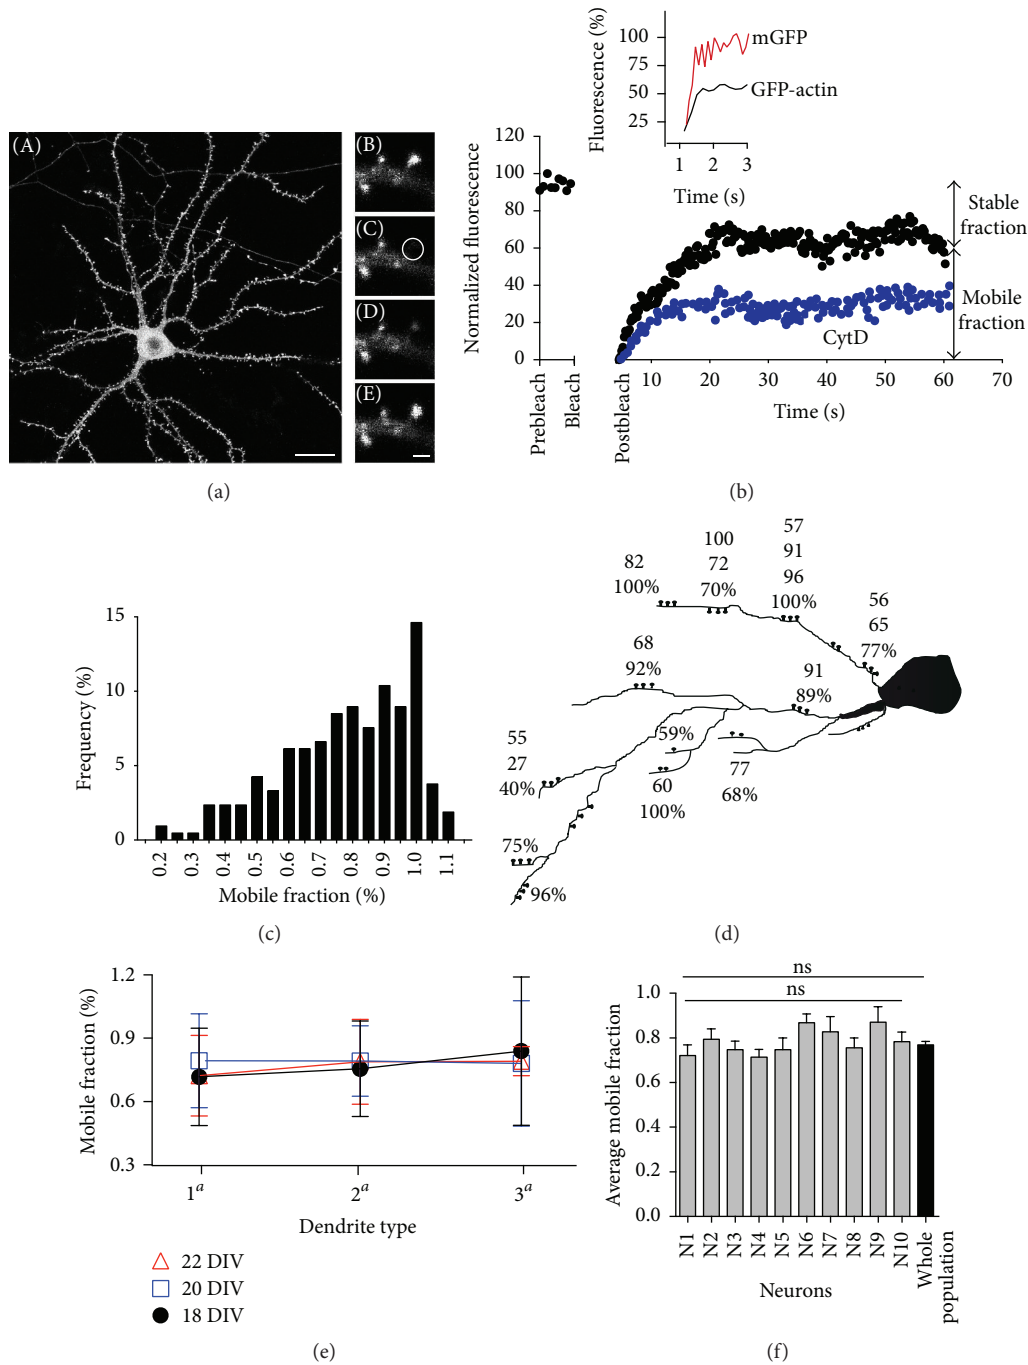 (A)
(B)
(C)
(D)
(E)
(a)
Fluorescence (%)
100
75
50
25
mGFP
GFP-actin
1 2 3
Time (s)
Normalized fluorescence
120
100
80
60
40
20
0
Prebleach
Bleach
Postbleach
10 20 30 40 50 60 70
Time (s)
CytD
Stable
fraction
Mobile
fraction
(b)
Frequency (%)
15
10
5
0
0.2 0.3 0.4 0.5 0.6 0.7 0.8 0.9 1.0 1.1
Mobile fraction (%)
(c)
82
100%
100
72
70%
57
91
96
100%
56
65
77%
68
92%
91
89%
55
27
40%
59%
60
100%
77
68%
75%
96%
(d)
Mobile fraction (%)
1.2
0.9
0.6
0.3
1ᵃ 2ᵃ 3ᵃ
Dendrite type
22 DIV
20 DIV
18 DIV
(e)
Average mobile fraction
1.0
0.8
0.6
0.4
0.2
0.0
ns
ns
N1 N2 N3 N4 N5 N6 N7 N8 N9 N10 Whole
population
Neurons
(f)